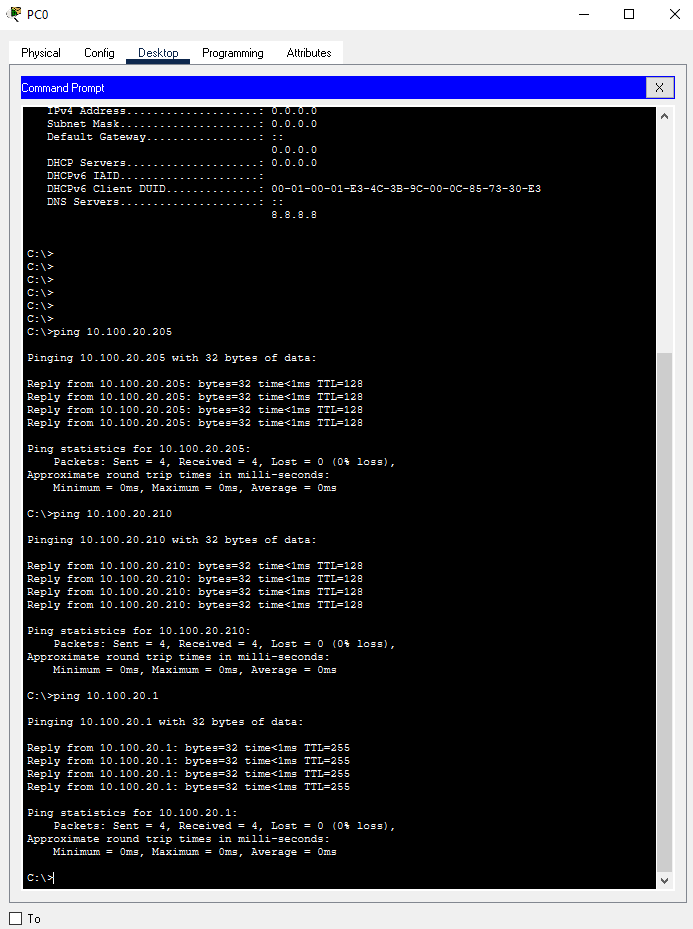 PC0
Physical Config Desktop Programming Attributes
Command Prompt X
IPv4 Address.....................: 0.0.0.0
Subnet Mask......................: 0.0.0.0
Default Gateway..................: ::
0.0.0.0
DHCP Servers.....................: 0.0.0.0
DHCPv6 IAID......................:
DHCPv6 Client DUID...............: 00-01-00-01-E3-4C-3B-9C-00-0C-85-73-30-E3
DNS Servers......................: ::
8.8.8.8
C:\>
C:\>
C:\>
C:\>
C:\>
C:\>
C:\>ping 10.100.20.205
Pinging 10.100.20.205 with 32 bytes of data:
Reply from 10.100.20.205: bytes=32 time<1ms TTL=128
Reply from 10.100.20.205: bytes=32 time<1ms TTL=128
Reply from 10.100.20.205: bytes=32 time<1ms TTL=128
Reply from 10.100.20.205: bytes=32 time<1ms TTL=128
Ping statistics for 10.100.20.205:
Packets: Sent = 4, Received = 4, Lost = 0 (0% loss),
Approximate round trip times in milli-seconds:
Minimum = 0ms, Maximum = 0ms, Average = 0ms
C:\>ping 10.100.20.210
Pinging 10.100.20.210 with 32 bytes of data:
Reply from 10.100.20.210: bytes=32 time<1ms TTL=128
Reply from 10.100.20.210: bytes=32 time<1ms TTL=128
Reply from 10.100.20.210: bytes=32 time<1ms TTL=128
Reply from 10.100.20.210: bytes=32 time<1ms TTL=128
Ping statistics for 10.100.20.210:
Packets: Sent = 4, Received = 4, Lost = 0 (0% loss),
Approximate round trip times in milli-seconds:
Minimum = 0ms, Maximum = 0ms, Average = 0ms
C:\>ping 10.100.20.1
Pinging 10.100.20.1 with 32 bytes of data:
Reply from 10.100.20.1: bytes=32 time<1ms TTL=255
Reply from 10.100.20.1: bytes=32 time<1ms TTL=255
Reply from 10.100.20.1: bytes=32 time<1ms TTL=255
Reply from 10.100.20.1: bytes=32 time<1ms TTL=255
Ping statistics for 10.100.20.1:
Packets: Sent = 4, Received = 4, Lost = 0 (0% loss),
Approximate round trip times in milli-seconds:
Minimum = 0ms, Maximum = 0ms, Average = 0ms
C:\>
To